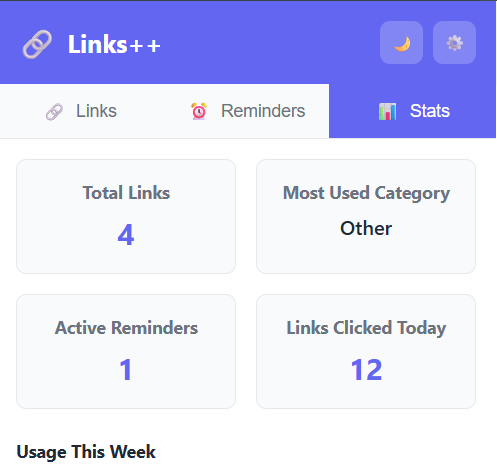 Links++
Links Reminders Stats
Total Links
4
Most Used Category
Other
Active Reminders
1
Links Clicked Today
12
Usage This Week